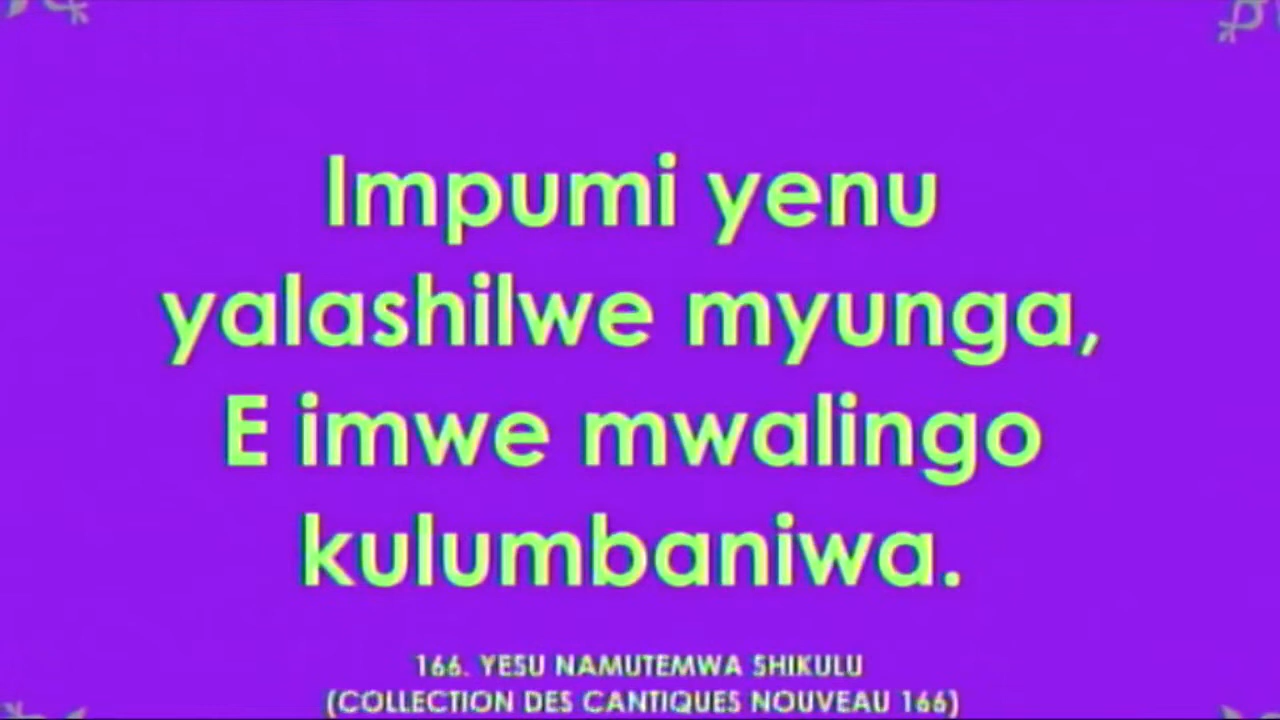 Impumi yenu
yalashilwe myunga,
E imwe mwalingo
kulumbaniwa.
166. YESU NAMUTEMWA SHIKULU
(COLLECTION DES CANTIQUES NOUVEAU 166)